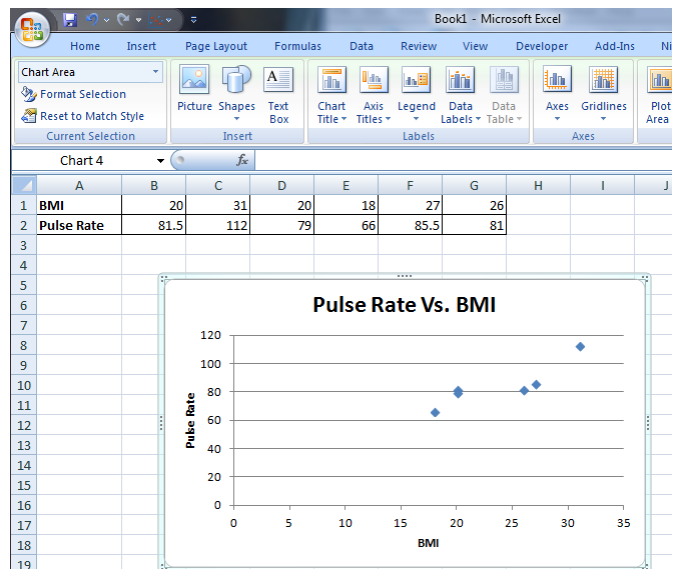 Book1 - Microsoft Excel
Home Insert Page Layout Formulas Data Review View Developer Add-Ins Ni
Chart Area
Format Selection
Reset to Match Style
Current Selection
Picture Shapes Text Box
Insert
Chart Title Axis Titles Legend Data Labels Data Table
Labels
Axes Gridlines
Axes
Plot Area
Chart 4 fx
A B C D E F G H I J
1 BMI 20 31 20 18 27 26
2 Pulse Rate 81.5 112 79 66 85.5 81
3
4
5
6
7
8
9
10
11
12
13
14
15
16
17
18
19
Pulse Rate Vs. BMI
Pulse Rate
120
100
80
60
40
20
0
0 5 10 15 20 25 30 35
BMI